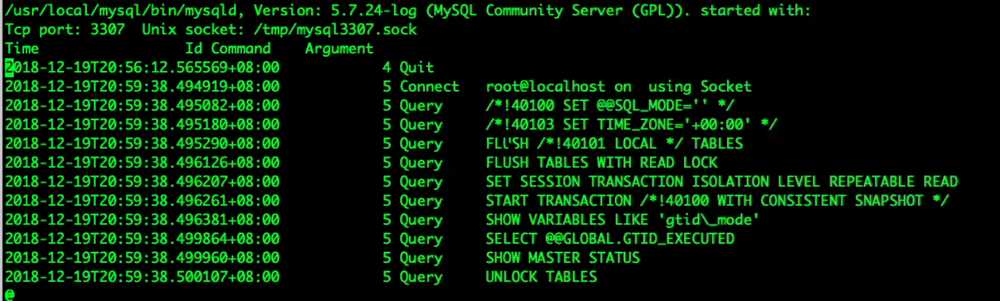 /usr/local/mysql/bin/mysqld, Version: 5.7.24-log (MySQL Community Server (GPL)). started with:
Tcp port: 3307  Unix socket: /tmp/mysql3307.sock
Time                 Id Command    Argument
2018-12-19T20:56:12.565569+08:00            4 Quit
2018-12-19T20:59:38.494919+08:00            5 Connect   root@localhost on  using Socket
2018-12-19T20:59:38.495082+08:00            5 Query     /*!40100 SET @@SQL_MODE='' */
2018-12-19T20:59:38.495180+08:00            5 Query     /*!40103 SET TIME_ZONE='+00:00' */
2018-12-19T20:59:38.495290+08:00            5 Query     FLUSH /*!40101 LOCAL */ TABLES
2018-12-19T20:59:38.496126+08:00            5 Query     FLUSH TABLES WITH READ LOCK
2018-12-19T20:59:38.496207+08:00            5 Query     SET SESSION TRANSACTION ISOLATION LEVEL REPEATABLE READ
2018-12-19T20:59:38.496261+08:00            5 Query     START TRANSACTION /*!40100 WITH CONSISTENT SNAPSHOT */
2018-12-19T20:59:38.496381+08:00            5 Query     SHOW VARIABLES LIKE 'gtid\_mode'
2018-12-19T20:59:38.499864+08:00            5 Query     SELECT @@GLOBAL.GTID_EXECUTED
2018-12-19T20:59:38.499960+08:00            5 Query     SHOW MASTER STATUS
2018-12-19T20:59:38.500107+08:00            5 Query     UNLOCK TABLES
@